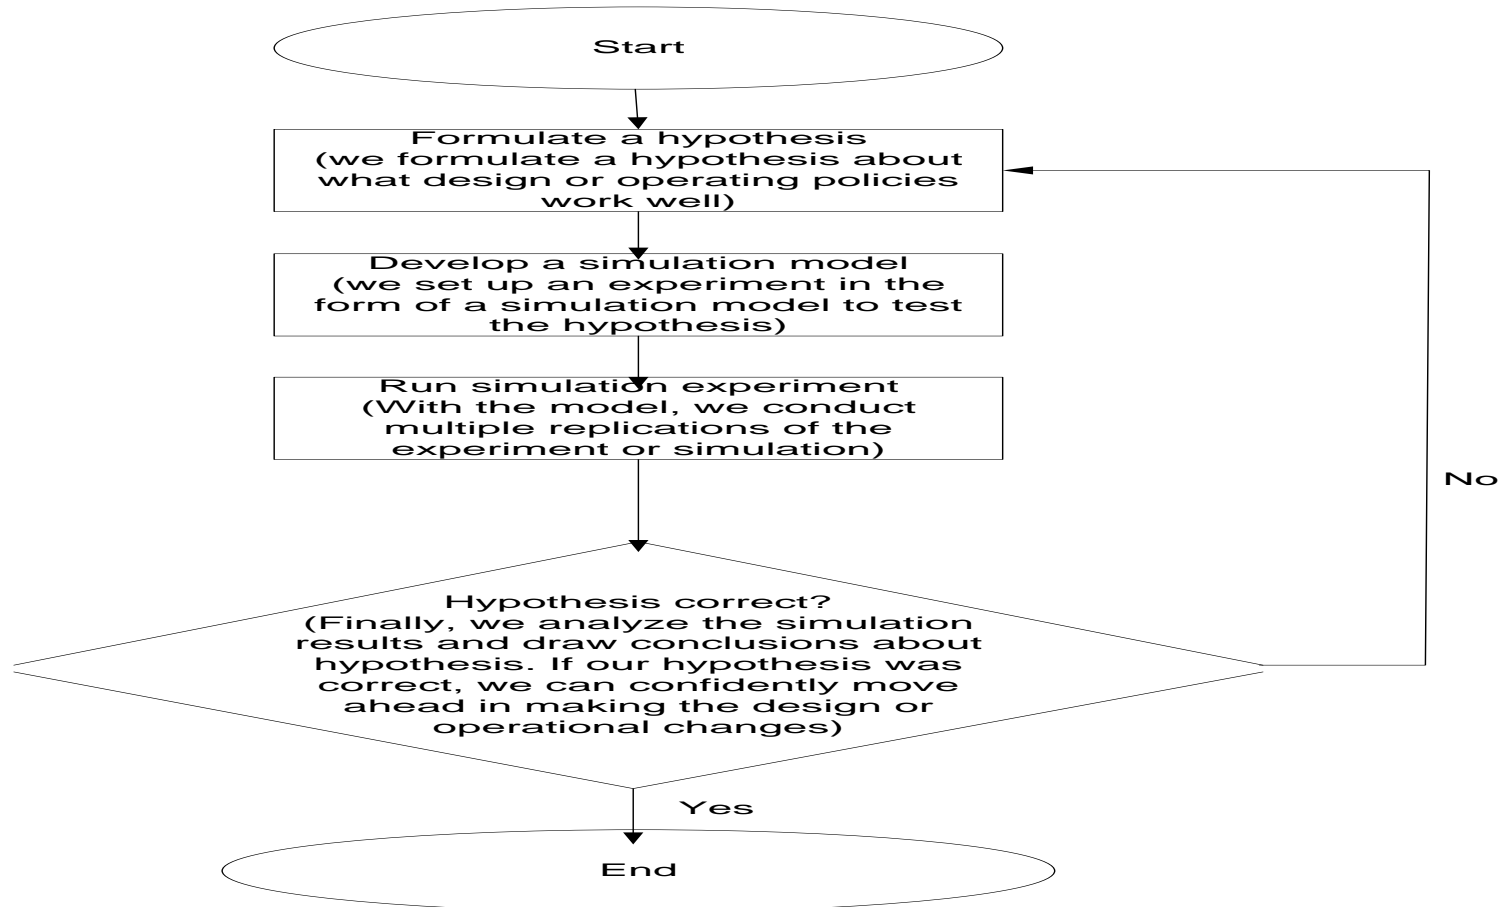 Start
Formulate a hypothesis
(we formulate a hypothesis about
what design or operating policies
work well)
Develop a simulation model
(we set up an experiment in the
form of a simulation model to test
the hypothesis)
Run simulation experiment
(With the model, we conduct
multiple replications of the
experiment or simulation)
No
Hypothesis correct?
(Finally, we analyze the simulation
results and draw conclusions about
hypothesis. If our hypothesis was
correct, we can confidently move
ahead in making the design or
operational changes)
Yes
End